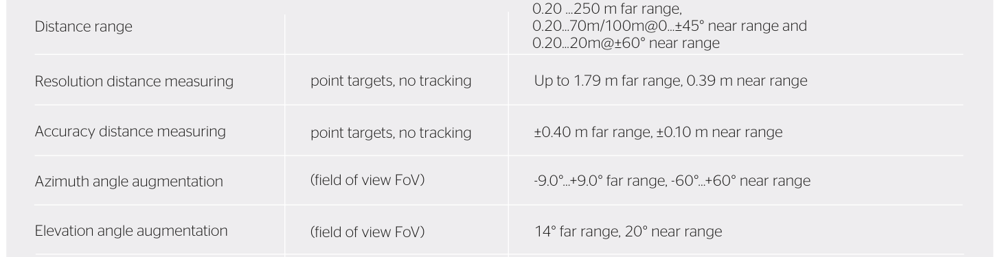 Distance range
0.20 ...250 m far range,
0.20...70m/100m@0...±45° near range and
0.20...20m@±60° near range
Resolution distance measuring point targets, no tracking Up to 1.79 m far range, 0.39 m near range
Accuracy distance measuring point targets, no tracking ±0.40 m far range, ±0.10 m near range
Azimuth angle augmentation (field of view FoV) -9.0°...+9.0° far range, -60°...+60° near range
Elevation angle augmentation (field of view FoV) 14° far range, 20° near range